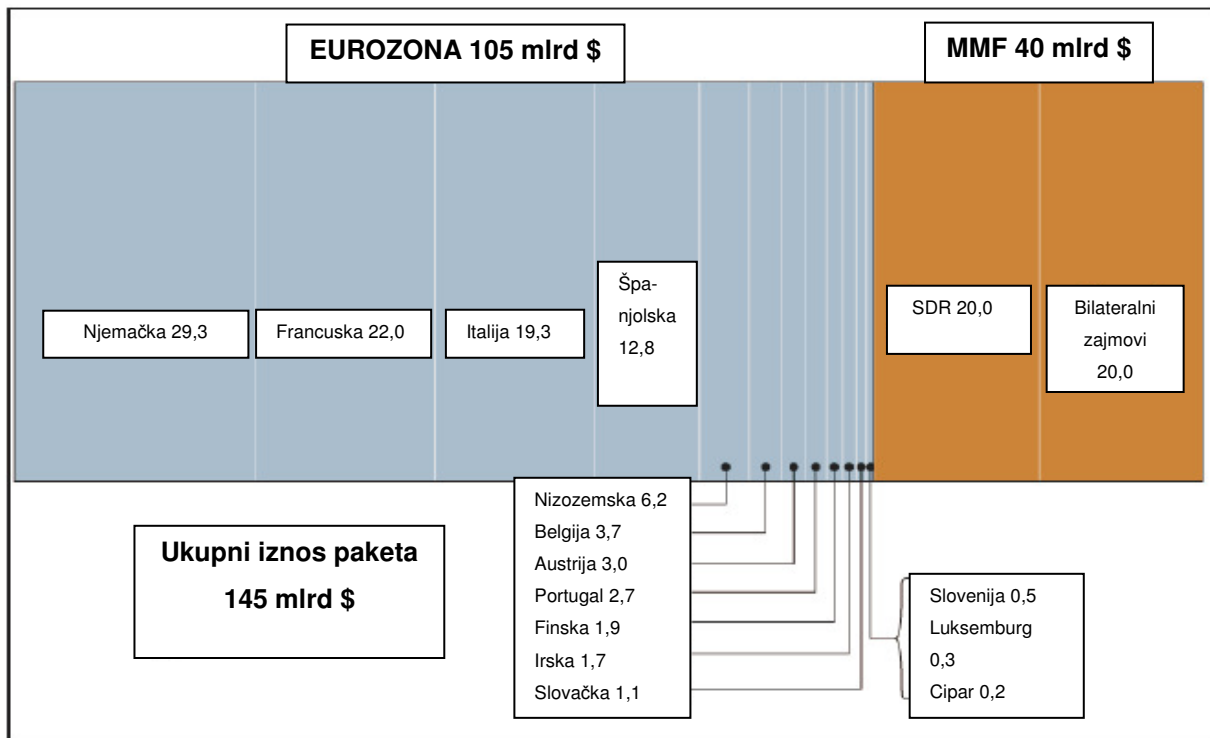 EUROZONA 105 mlrd $
MMF 40 mlrd $
Njemačka 29,3
Francuska 22,0
Italija 19,3
Špa-
njolska
12,8
SDR 20,0
Bilateralni
zajmovi
20,0
Ukupni iznos paketa
145 mlrd $
Nizozemska 6,2
Belgija 3,7
Austrija 3,0
Portugal 2,7
Finska 1,9
Irska 1,7
Slovačka 1,1
Slovenija 0,5
Luksemburg
0,3
Cipar 0,2